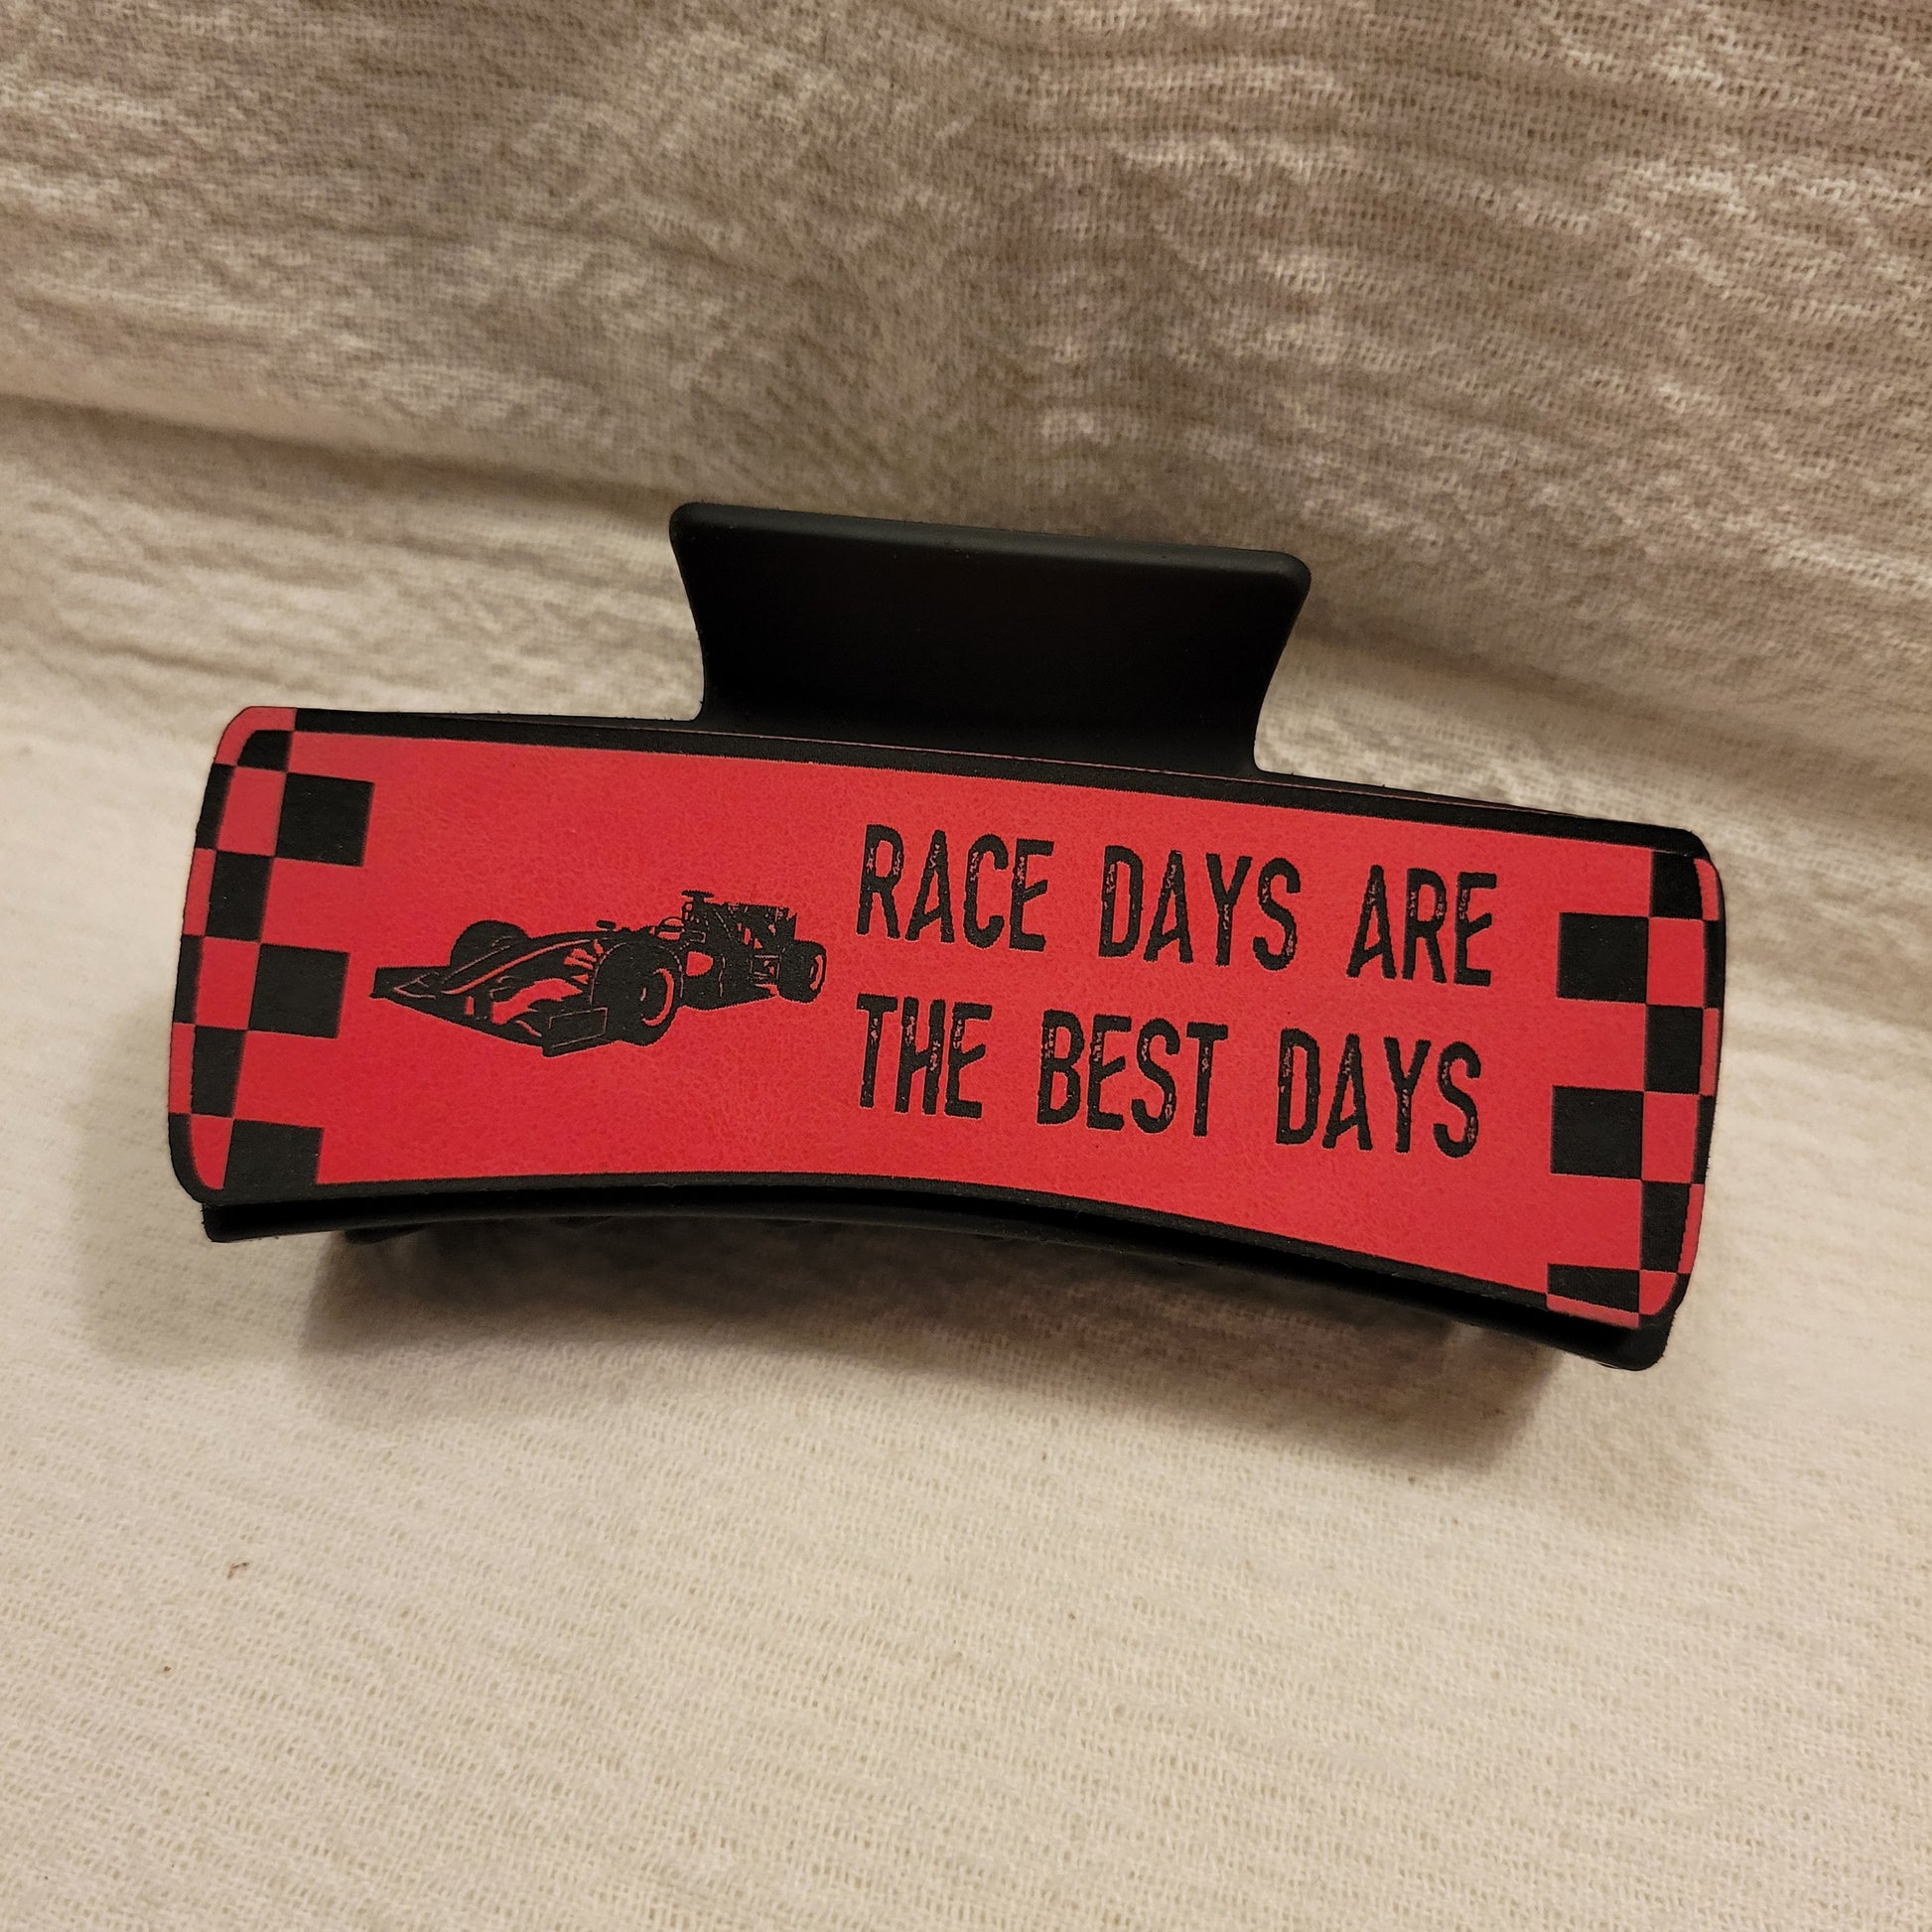 RACE DAYS ARE
THE BEST DAYS